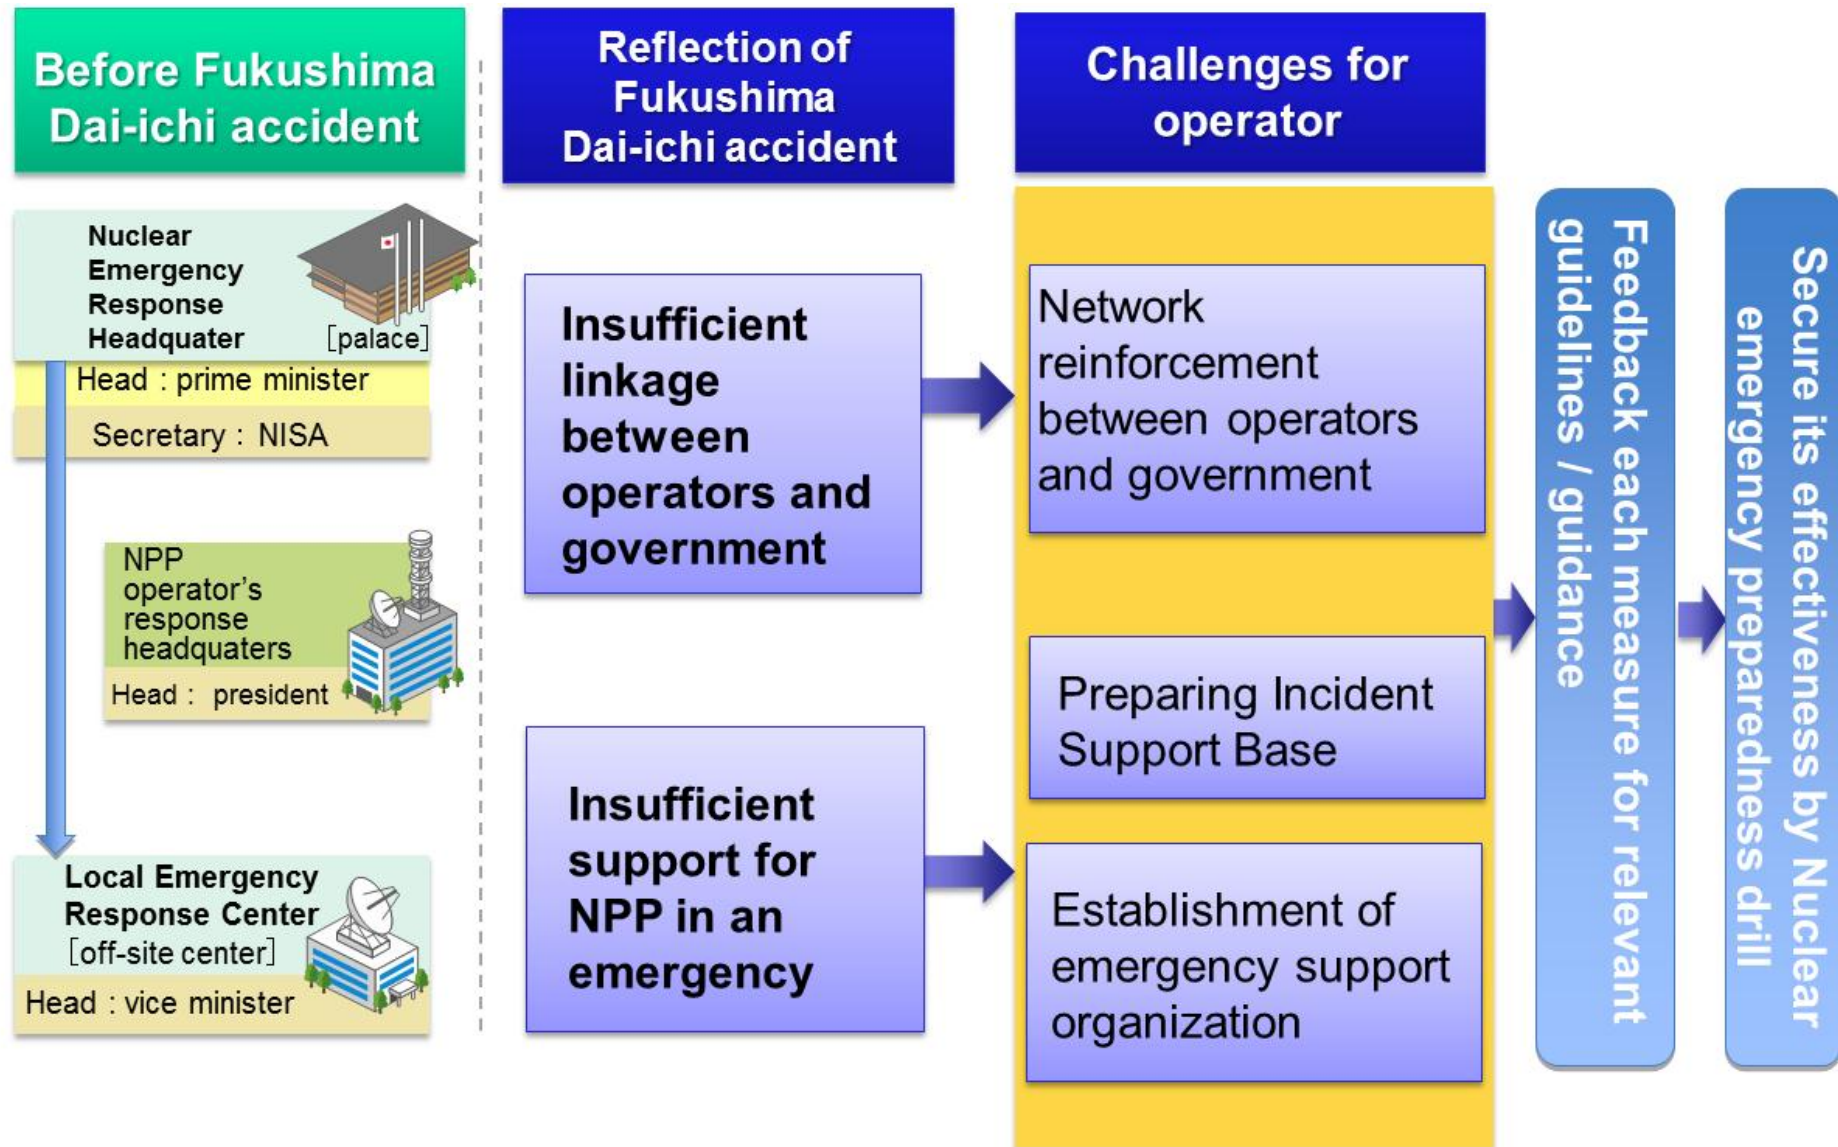 Before Fukushima
Dai-ichi accident
Nuclear
Emergency
Response
Headquater
[palace]
Head : prime minister
Secretary : NISA
NPP
operator's
response
headquaters
Head : president
Local Emergency
Response Center
[off-site center]
Head : vice minister
Reflection of
Fukushima
Dai-ichi accident
Insufficient
linkage
between
operators and
government
Insufficient
support for
NPP in an
emergency
Challenges for
operator
Network
reinforcement
between operators
and government
Preparing Incident
Support Base
Establishment of
emergency support
organization
Feedback each measure for relevant
guidelines / guidance
Secure its effectiveness by Nuclear
emergency preparedness drill